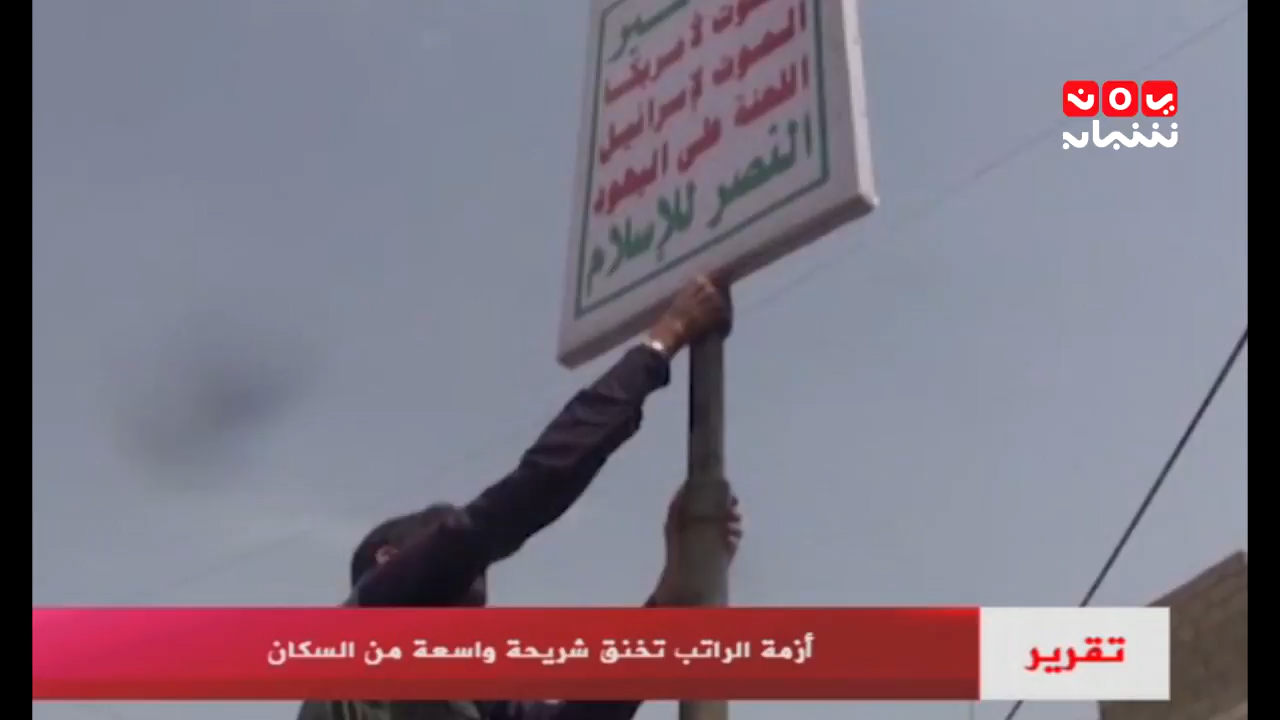 ـبر
الموت لأمريكا
الموت لإسرائيل
اللعنة على اليهود
النصر للإسلام
يمن
شباب
تقرير
أزمة الراتب تخنق شريحة واسعة من السكان